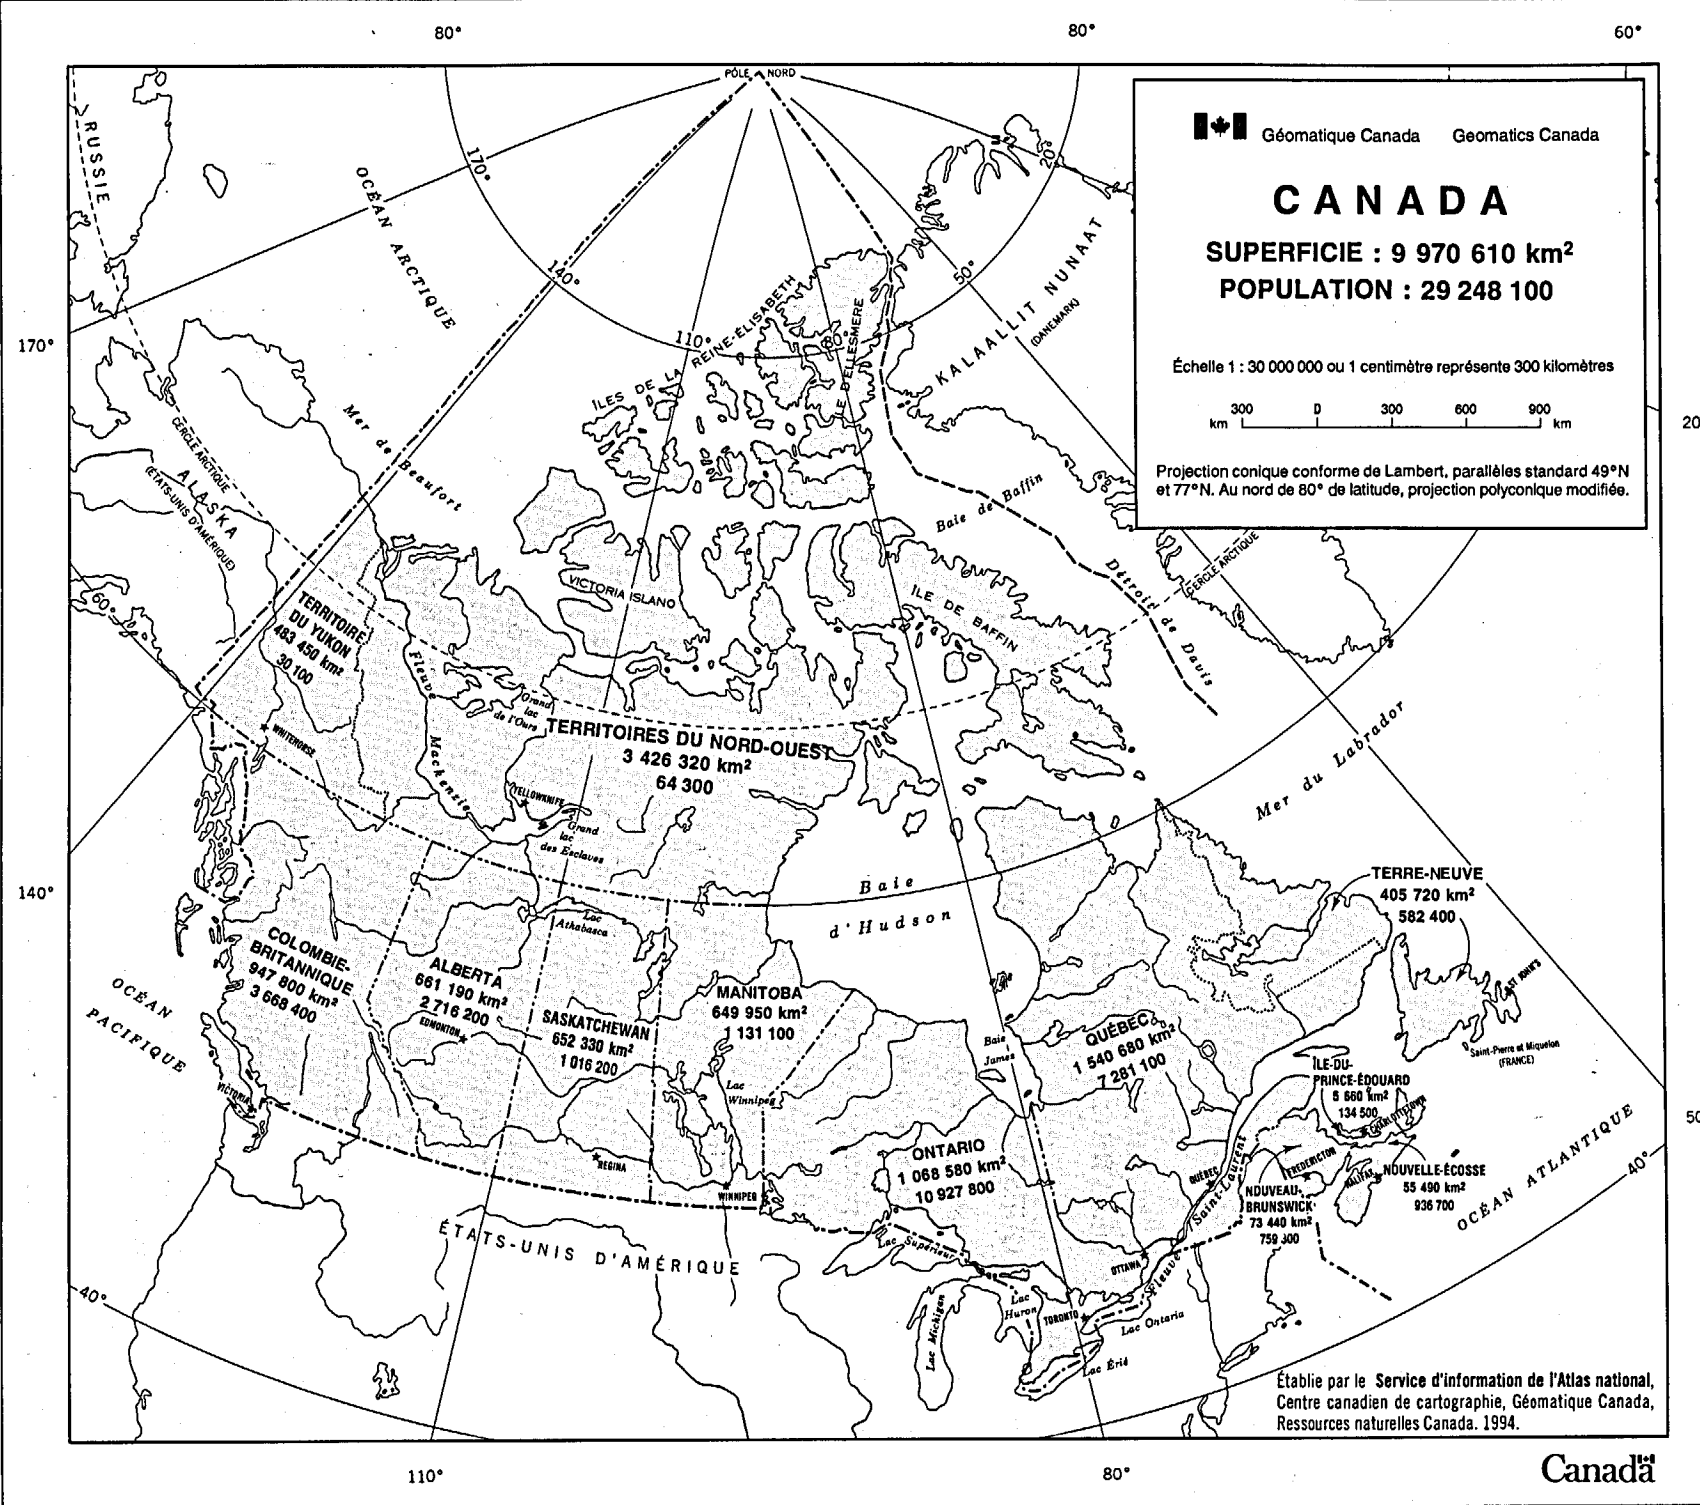 80°
80°
60°
PÔLE NORD
Géomatique Canada Geomatics Canada
CANADA
SUPERFICIE : 9 970 610 km²
POPULATION : 29 248 100
Échelle 1 : 30 000 000 ou 1 centimètre représente 300 kilomètres
300 0 300 600 900
km km
Projection conique conforme de Lambert, parallèles standard 49°N
et 77°N. Au nord de 80° de latitude, projection polyconique modifiée.
RUSSIE
OCÉAN ARCTIQUE
170°
140°
110°
80°
50°
20°
170°
140°
60°
20
50
40°
40°
KALAALLIT NUNAAT
(DANEMARK)
ÎLES DE LA REINE-ÉLISABETH
ILE D'ELLESMERE
Mer de Beaufort
CERCLE ARCTIQUE
ALASKA
(ÉTATS-UNIS D'AMÉRIQUE)
Baie de Baffin
Détroit de Davis
CERCLE ARCTIQUE
VICTORIA ISLAND
ILE DE BAFFIN
TERRITOIRE
DU YUKON
483 450 km²
30 100
WHITEHORSE
Fleuve Mackenzie
Grand
lac
de l'Ours
TERRITOIRES DU NORD-OUEST
3 426 320 km²
64 300
YELLOWKNIFE
Grand
lac
des Esclaves
Mer du Labrador
Baie
d'Hudson
TERRE-NEUVE
405 720 km²
582 400
ST JOHN'S
Saint-Pierre et Miquelon
(FRANCE)
Lac
Athabasca
COLOMBIE-
BRITANNIQUE
947 800 km²
3 668 400
VICTORIA
ALBERTA
661 190 km²
2 716 200
EDMONTON
SASKATCHEWAN
652 330 km²
1 016 200
REGINA
MANITOBA
649 950 km²
1 131 100
Lac
Winnipeg
WINNIPEG
OCÉAN
PACIFIQUE
Baie
James
QUÉBEC
1 540 680 km²
7 281 100
QUÉBEC
ÎLE-DU-
PRINCE-ÉDOUARD
5 660 km²
134 500
CHARLOTTETOWN
ONTARIO
1 068 580 km²
10 927 800
OTTAWA
TORONTO
FREDERICTON
NOUVEAU-
BRUNSWICK
73 440 km²
759 300
HALIFAX
NOUVELLE-ÉCOSSE
55 490 km²
936 700
OCÉAN ATLANTIQUE
Fleuve Saint-Laurent
ÉTATS-UNIS D'AMÉRIQUE
Lac Supérieur
Lac Michigan
Lac
Huron
Lac Ontario
Lac Érié
Établie par le Service d'information de l'Atlas national,
Centre canadien de cartographie, Géomatique Canada,
Ressources naturelles Canada. 1994.
110°
80°
Canada